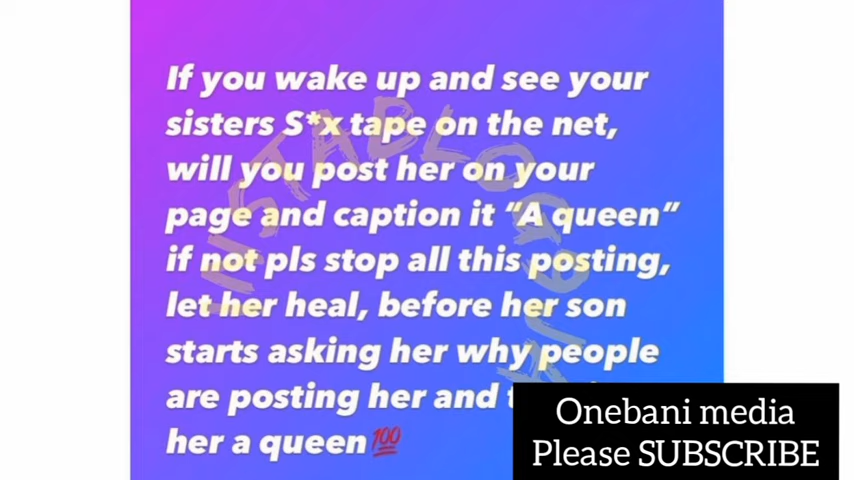 If you wake up and see your
sisters S*x tape on the net,
will you post her on your
page and caption it “A queen”
if not pls stop all this posting,
let her heal, before her son
starts asking her why people
are posting her and
her a queen💯
INSTABLOG9JA
Onebani media
Please SUBSCRIBE